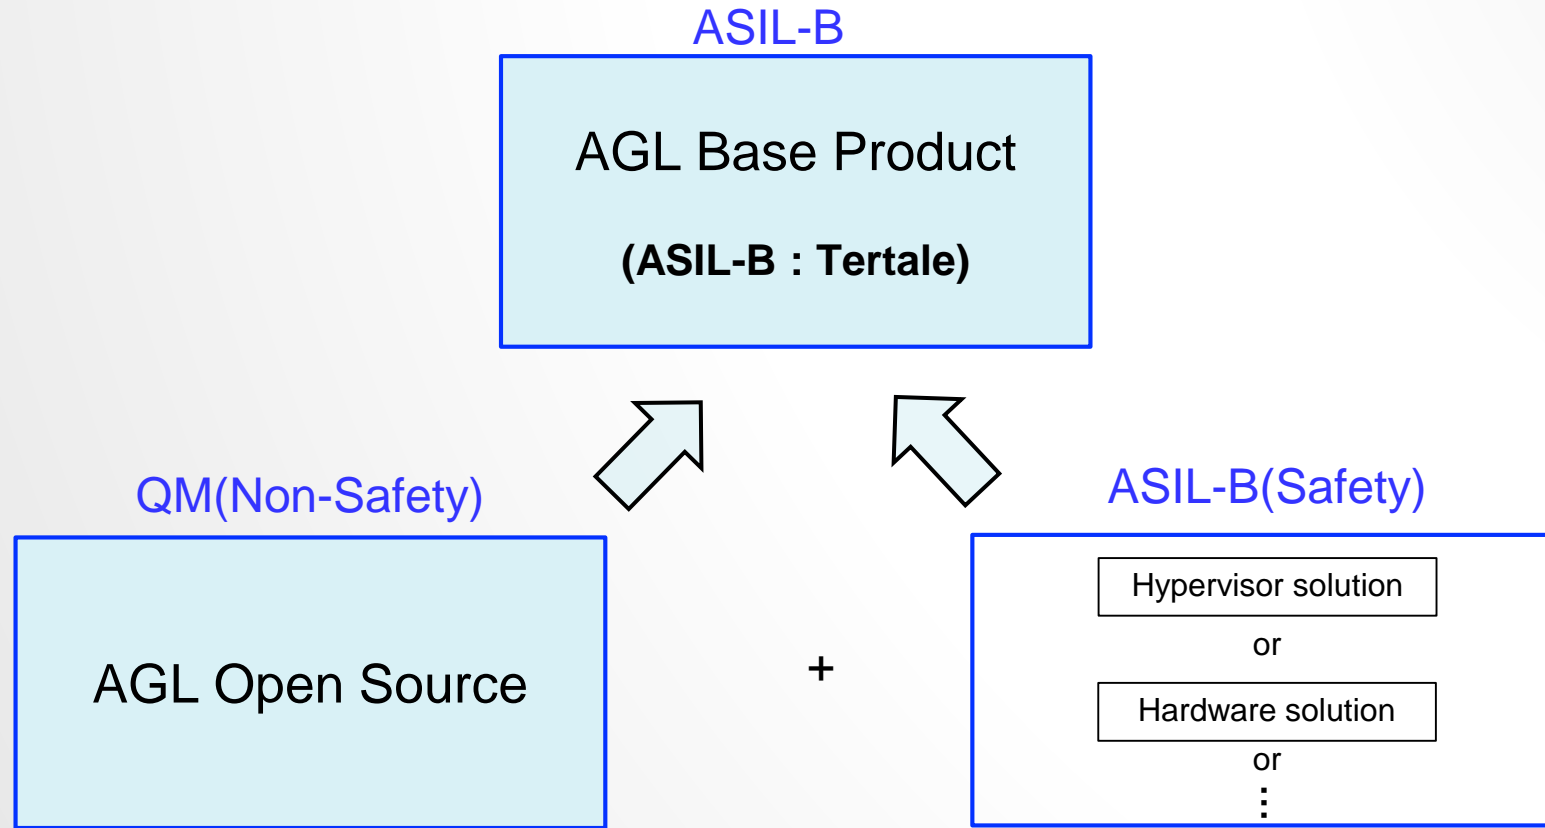 ASIL-B
AGL Base Product
(ASIL-B : Tertale)
QM(Non-Safety)
AGL Open Source
+
ASIL-B(Safety)
Hypervisor solution
or
Hardware solution
or
⋮